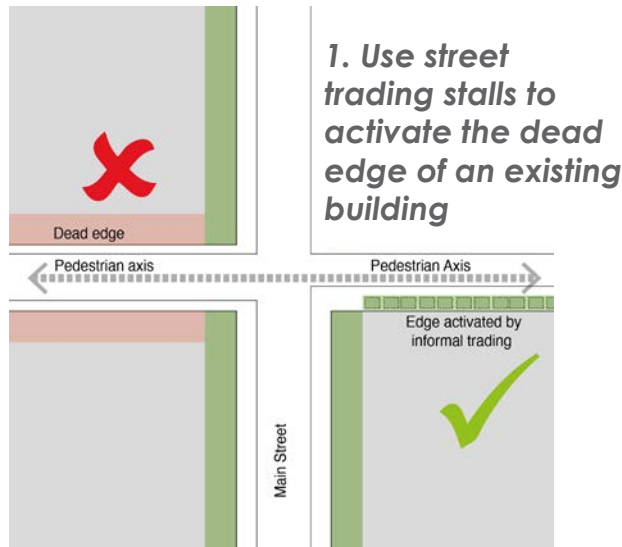 1. Use street
trading stalls to
activate the dead
edge of an existing
building
Dead edge
Pedestrian axis
Pedestrian Axis
Edge activated by
informal trading
Main Street